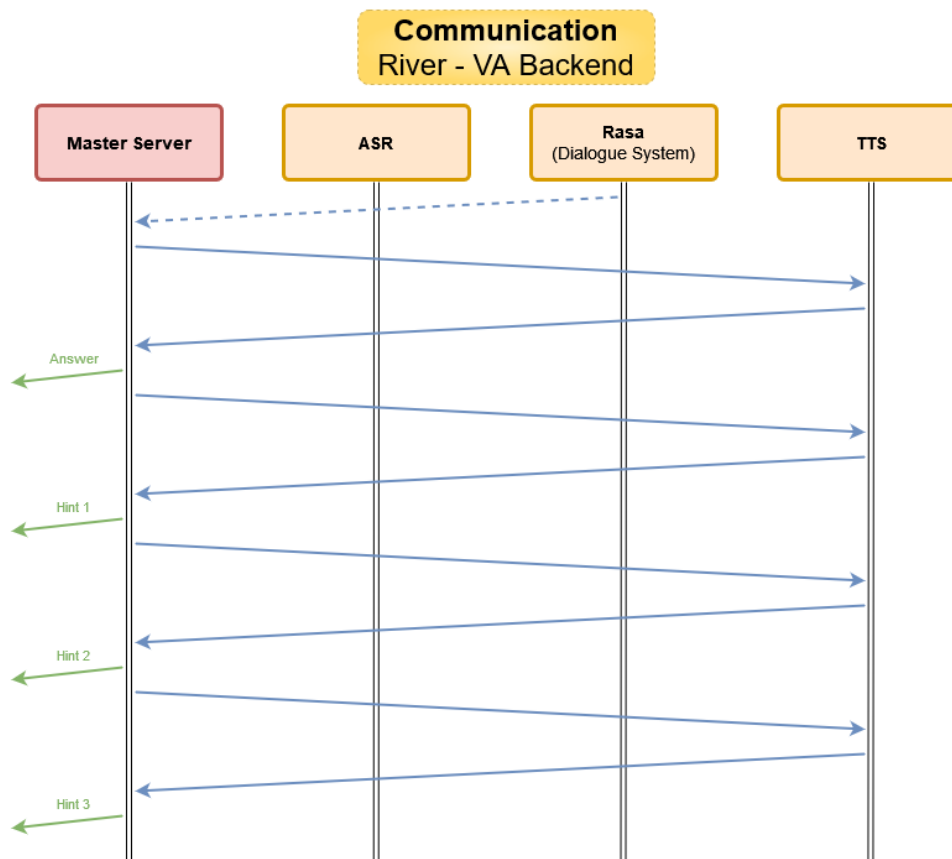 Communication
River - VA Backend
Master Server
ASR
Rasa
(Dialogue System)
TTS
Answer
Hint 1
Hint 2
Hint 3